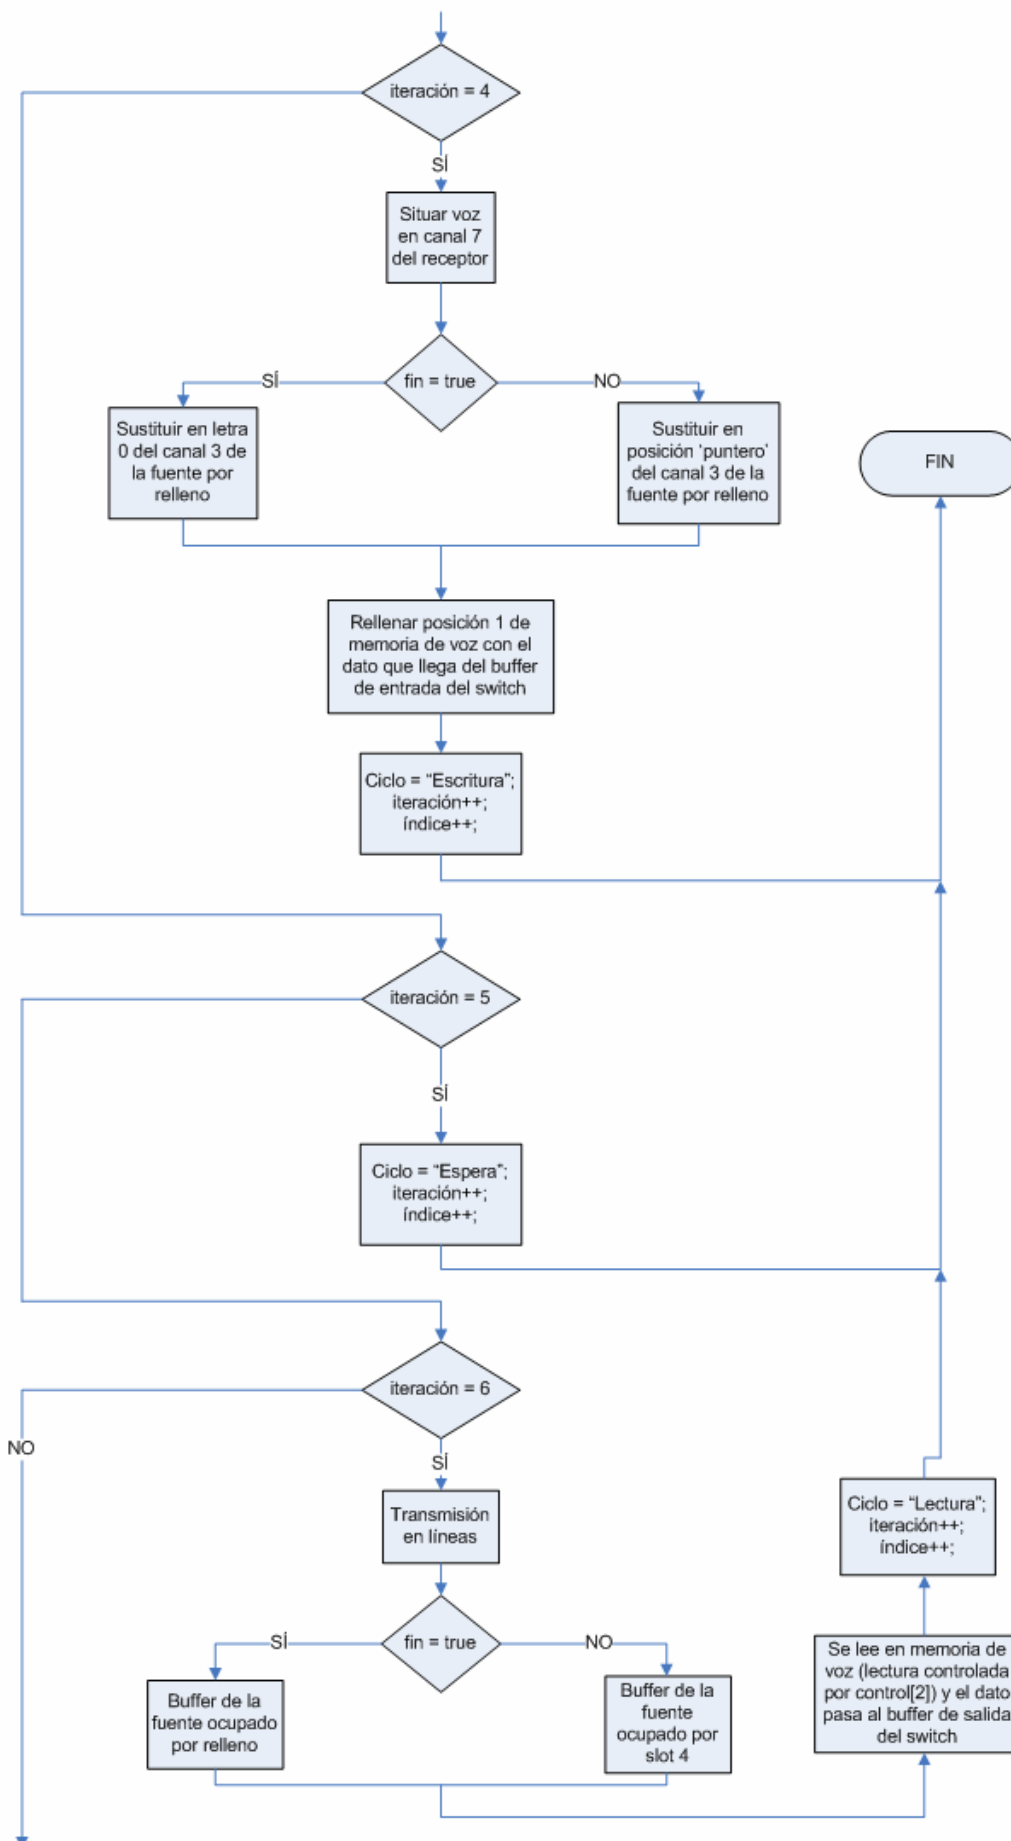 iteración = 4
SÍ
Situar voz
en canal 7
del receptor
fin = true
SÍ
NO
Sustituir en letra
0 del canal 3 de
la fuente por
relleno
Sustituir en
posición ‘puntero’
del canal 3 de la
fuente por relleno
FIN
Rellenar posición 1 de
memoria de voz con el
dato que llega del buffer
de entrada del switch
Ciclo = “Escritura”;
iteración++;
índice++;
iteración = 5
SÍ
Ciclo = “Espera”;
iteración++;
índice++;
iteración = 6
NO
SÍ
Transmisión
en líneas
Ciclo = “Lectura”;
iteración++;
índice++;
fin = true
SÍ
NO
Buffer de la
fuente ocupado
por relleno
Buffer de la
fuente
ocupado por
slot 4
Se lee en memoria de
voz (lectura controlada
por control[2]) y el dato
pasa al buffer de salida
del switch